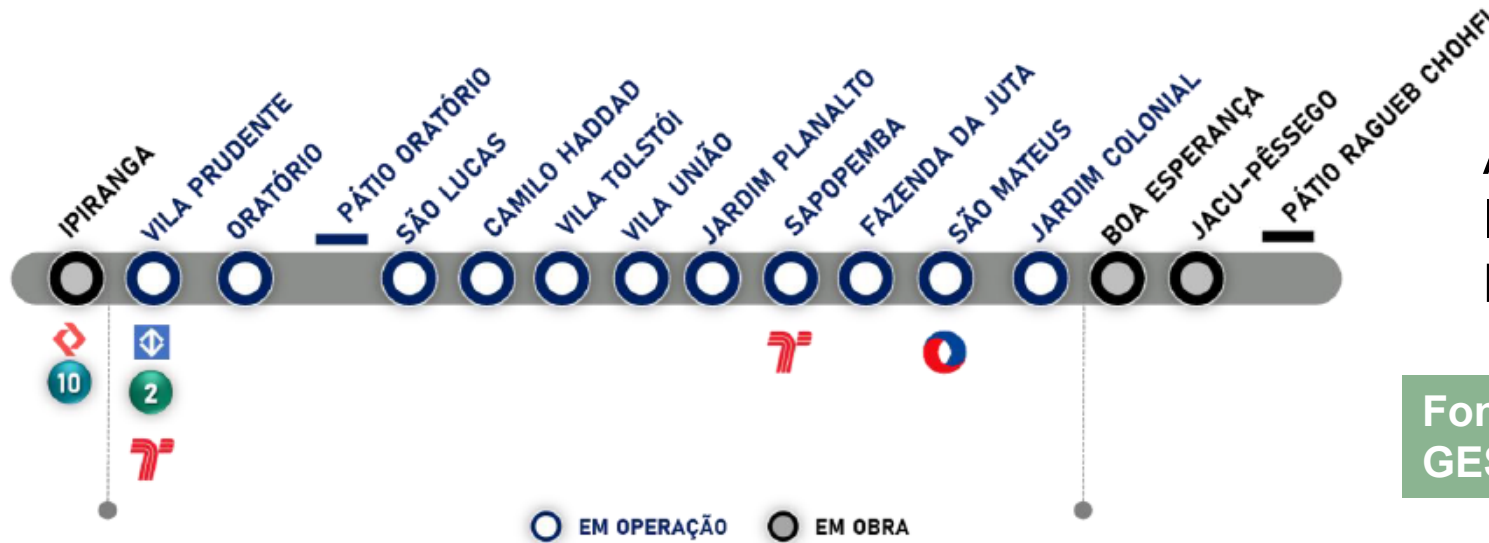 IPIRANGA
VILA PRUDENTE
ORATÓRIO
PÁTIO ORATÓRIO
SÃO LUCAS
CAMILO HADDAD
VILA TOLSTÓI
VILA UNIÃO
JARDIM PLANALTO
SAPOPEMBA
FAZENDA DA JUTA
SÃO MATEUS
JARDIM COLONIAL
BOA ESPERANÇA
JACU-PÊSSEGO
PÁTIO RAGUEB
10
2
EM OPERAÇÃO
EM OBRA